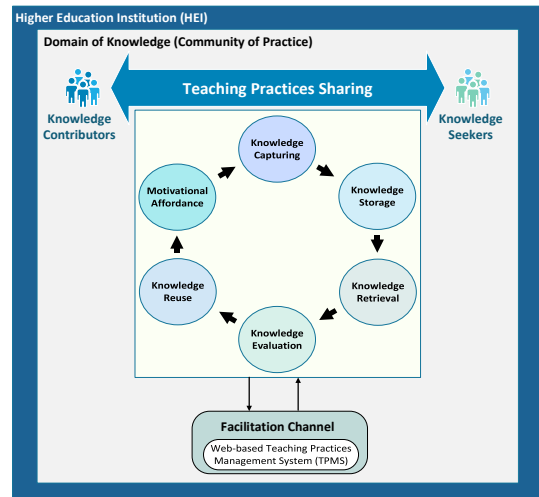 Higher Education Institution (HEI)
Domain of Knowledge (Community of Practice)
Teaching Practices Sharing
Knowledge
Contributors
Knowledge
Seekers
Knowledge
Capturing
Motivational
Affordance
Knowledge
Storage
Knowledge
Reuse
Knowledge
Retrieval
Knowledge
Evaluation
Facilitation Channel
Web-based Teaching Practices
Management System (TPMS)